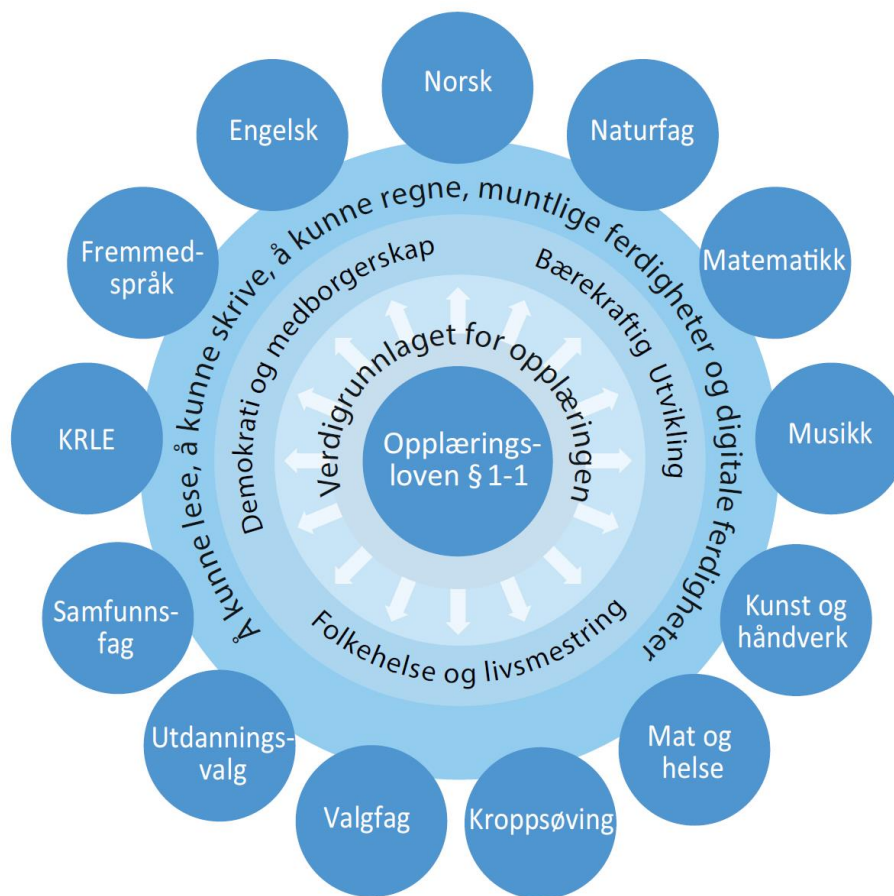 Norsk
Naturfag
Matematikk
Musikk
Kunst og
håndverk
Mat og
helse
Kroppsøving
Valgfag
Utdannings-
valg
Samfunns-
fag
KRLE
Fremmed-
språk
Engelsk
Å kunne lese, å kunne skrive, å kunne regne, muntlige ferdigheter og digitale ferdigheter
Demokrati og medborgerskap
Bærekraftig Utvikling
Folkehelse og livsmestring
Verdigrunnlaget for opplæringen
Opplærings-
loven § 1-1